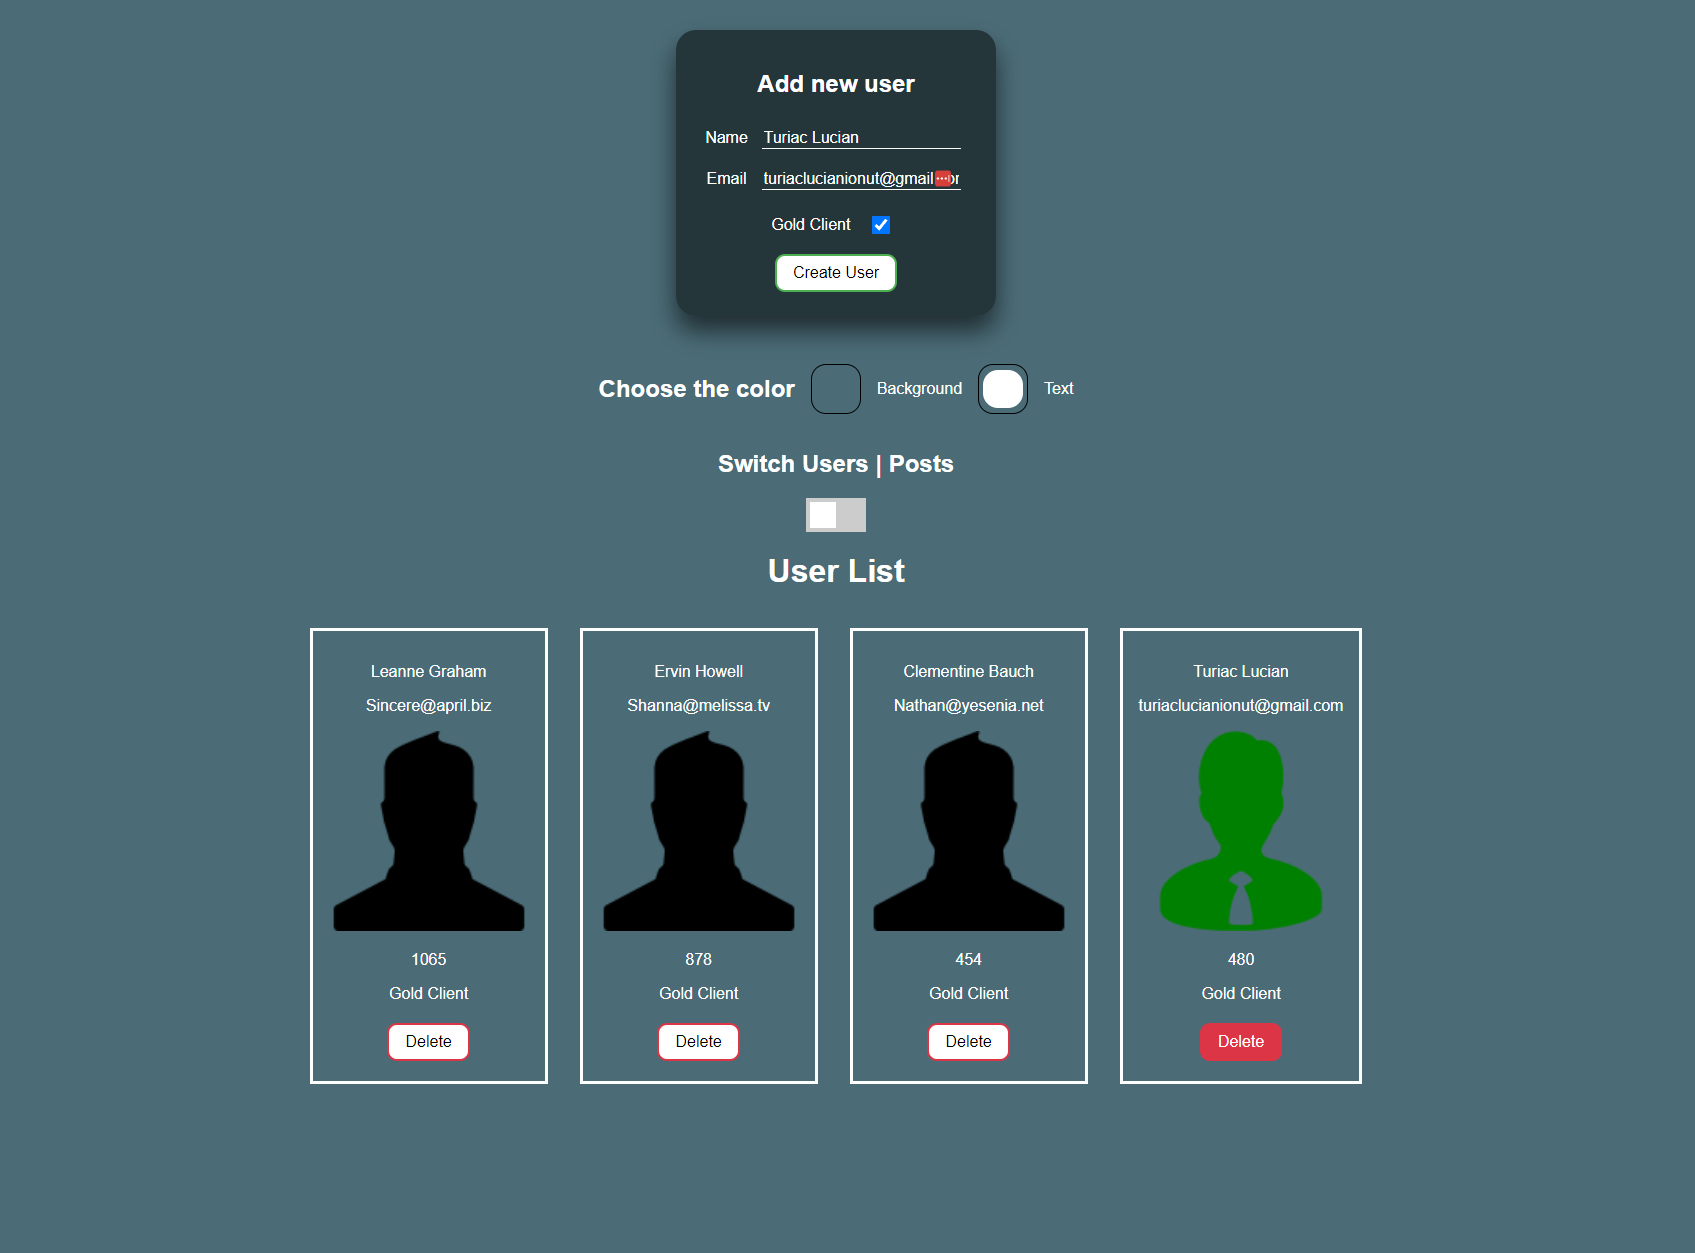 Add new user
Name Turiac Lucian
Email turiaclucianionut@gmail
Gold Client
Create User
Choose the color Background Text
Switch Users | Posts
User List
Leanne Graham
Sincere@april.biz
1065
Gold Client
Delete
Ervin Howell
Shanna@melissa.tv
878
Gold Client
Delete
Clementine Bauch
Nathan@yesenia.net
454
Gold Client
Delete
Turiac Lucian
turiaclucianionut@gmail.com
480
Gold Client
Delete